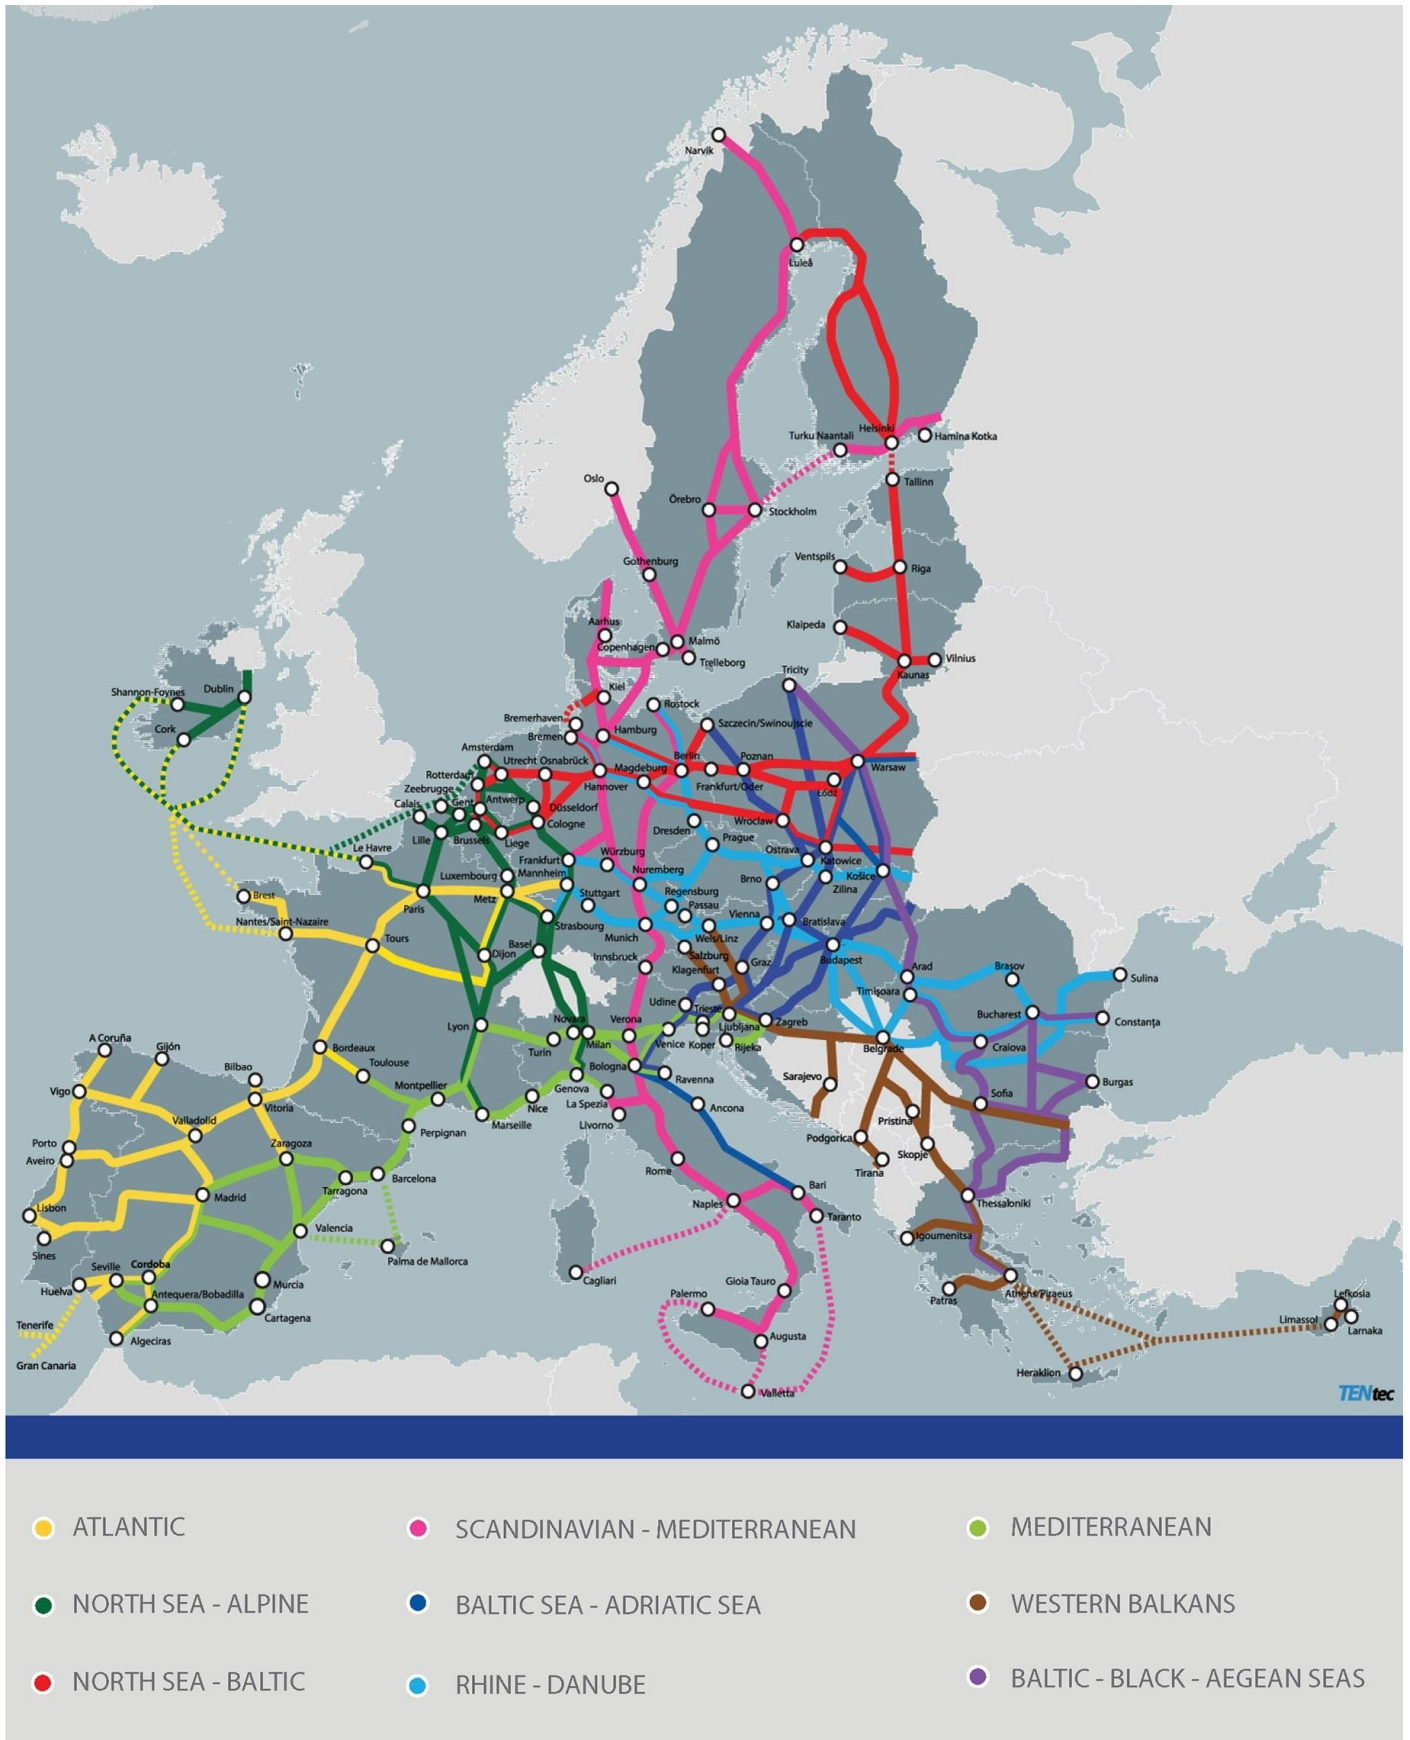 Narvik
Luleå
Turku Naantali
Helsinki
Hamina Kotka
Oslo
Tallinn
Örebro
Stockholm
Ventspils
Riga
Gothenburg
Klaipeda
Aarhus
Malmö
Copenhagen
Trelleborg
Vilnius
Kaunas
Tricity
Shannon-Foynes
Dublin
Kiel
Rostock
Bremerhaven
Szczecin/Swinoujscie
Cork
Bremen
Hamburg
Amsterdam
Berlin
Poznan
Utrecht
Osnabrück
Magdeburg
Warsaw
Rotterdam
Hannover
Frankfurt/Oder
Łódz
Zeebrugge
Calais
Gent
Antwerp
Düsseldorf
Cologne
Wroclaw
Dresden
Lille
Brussels
Liege
Prague
Le Havre
Frankfurt
Würzburg
Ostrava
Katowice
Luxembourg
Mannheim
Nuremberg
Košice
Brno
Zilina
Brest
Metz
Stuttgart
Regensburg
Paris
Passau
Nantes/Saint-Nazaire
Strasbourg
Vienna
Bratislava
Tours
Munich
Wels/Linz
Basel
Dijon
Salzburg
Budapest
Innsbruck
Graz
Arad
Brașov
Klagenfurt
Sulina
Timișoara
Udine
Trieste
Bucharest
Novara
Verona
Constanța
Lyon
Ljubljana
Zagreb
A Coruña
Gijón
Turin
Milan
Venice
Koper
Rijeka
Belgrade
Craiova
Bordeaux
Bilbao
Toulouse
Bologna
Ravenna
Sarajevo
Burgas
Vigo
Montpellier
Genova
Sofia
Vitoria
La Spezia
Nice
Ancona
Valladolid
Marseille
Livorno
Pristina
Perpignan
Porto
Zaragoza
Podgorica
Aveiro
Skopje
Rome
Tirana
Barcelona
Bari
Tarragona
Madrid
Naples
Thessaloniki
Lisbon
Taranto
Valencia
Igoumenitsa
Sines
Palma de Mallorca
Seville
Cordoba
Cagliari
Gioia Tauro
Murcia
Huelva
Antequera/Bobadilla
Palermo
Patras
Athens/Piraeus
Lefkosia
Cartagena
Limassol
Larnaka
Tenerife
Algeciras
Augusta
Gran Canaria
Heraklion
Valletta
TENtec
ATLANTIC
SCANDINAVIAN - MEDITERRANEAN
MEDITERRANEAN
NORTH SEA - ALPINE
BALTIC SEA - ADRIATIC SEA
WESTERN BALKANS
NORTH SEA - BALTIC
RHINE - DANUBE
BALTIC - BLACK - AEGEAN SEAS